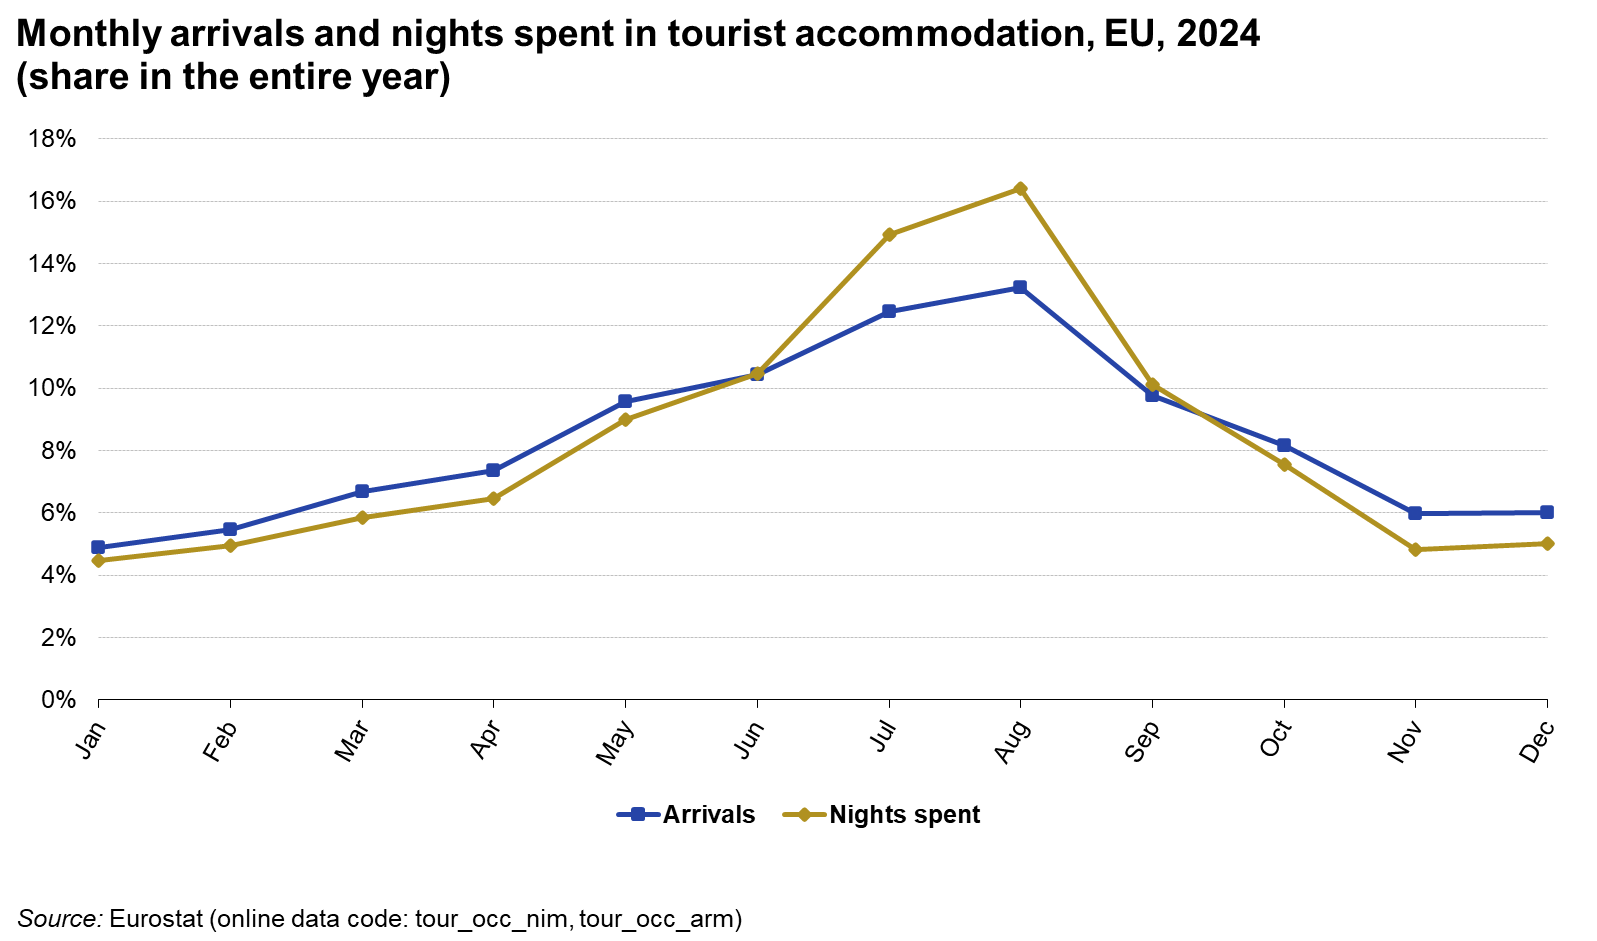 Monthly arrivals and nights spent in tourist accommodation, EU, 2024
(share in the entire year)
18%
16%
14%
12%
10%
8%
6%
4%
2%
0%
Jan
Feb
Mar
Apr
May
Jun
Jul
Aug
Sep
Oct
Nov
Dec
Arrivals
Nights spent
Source: Eurostat (online data code: tour_occ_nim, tour_occ_arm)